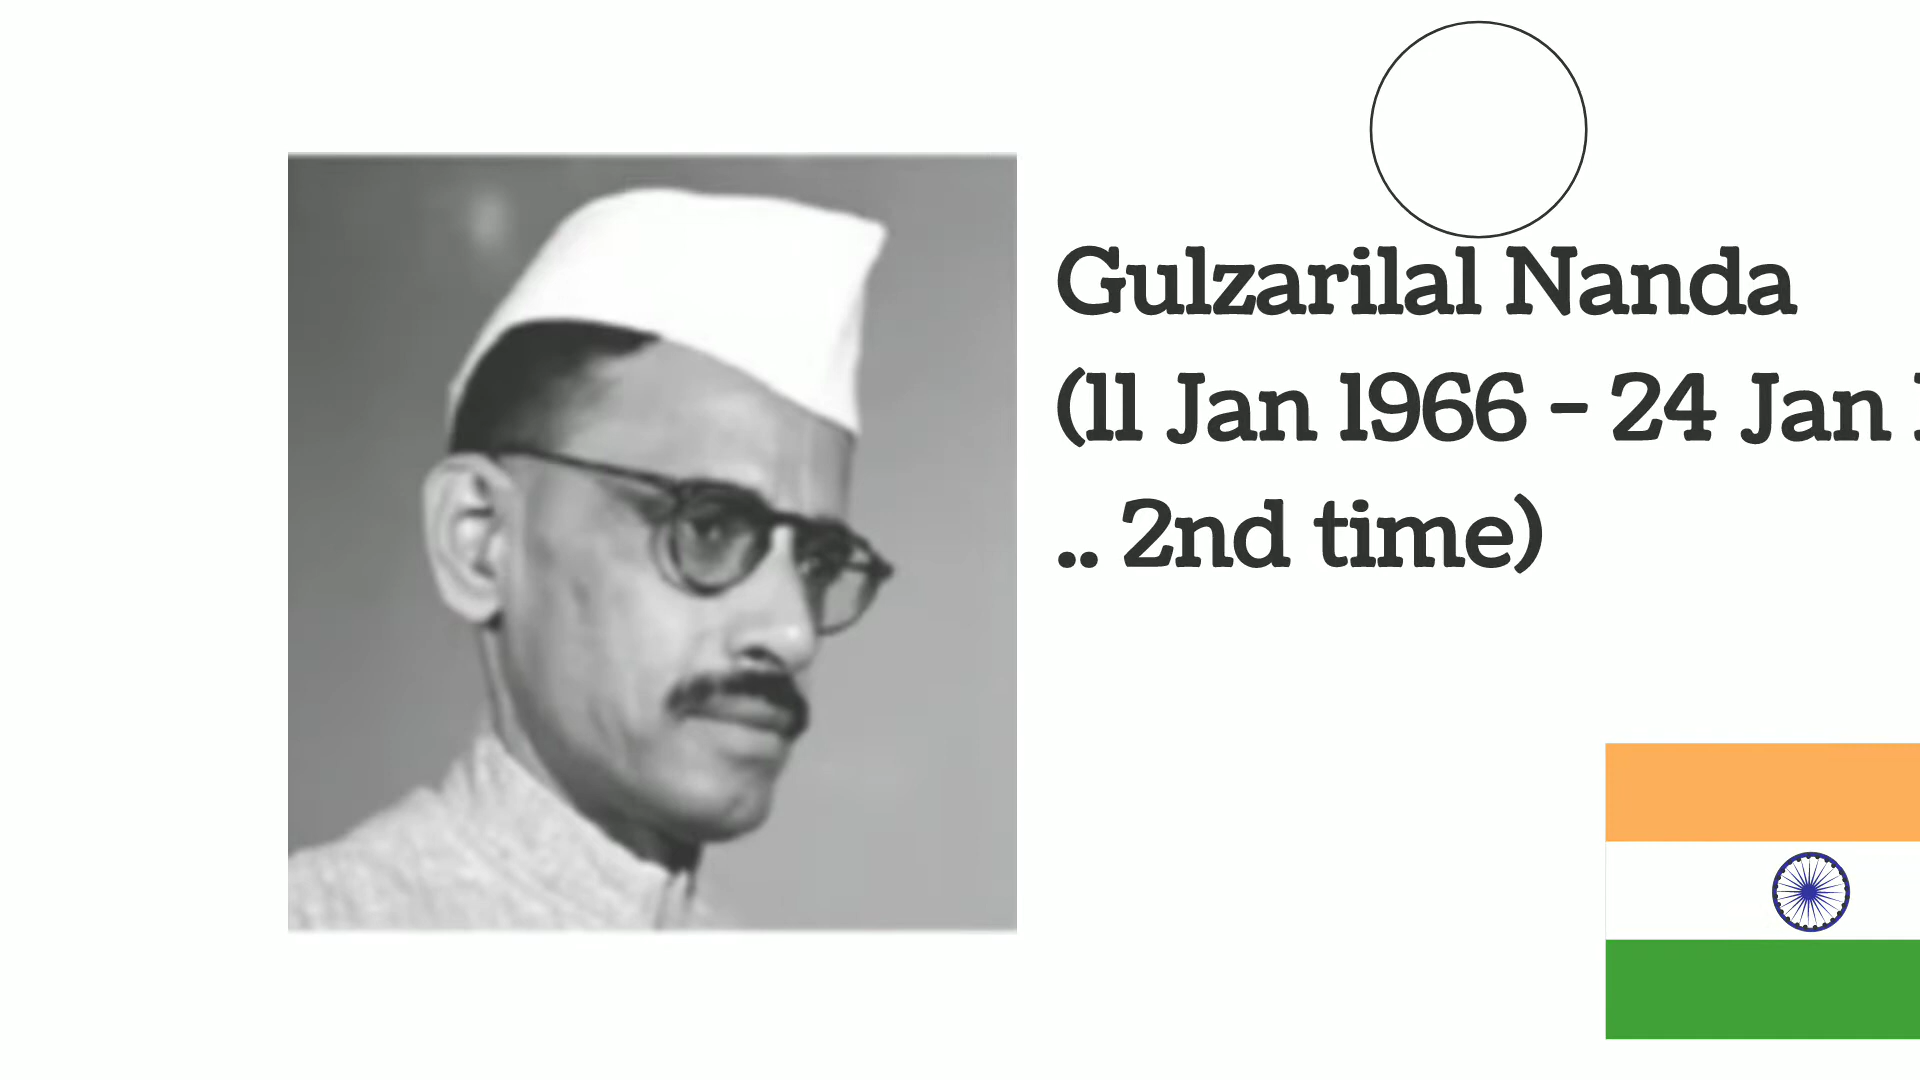 Gulzarilal Nanda
(11 Jan 1966 – 24 Jan
.. 2nd time)